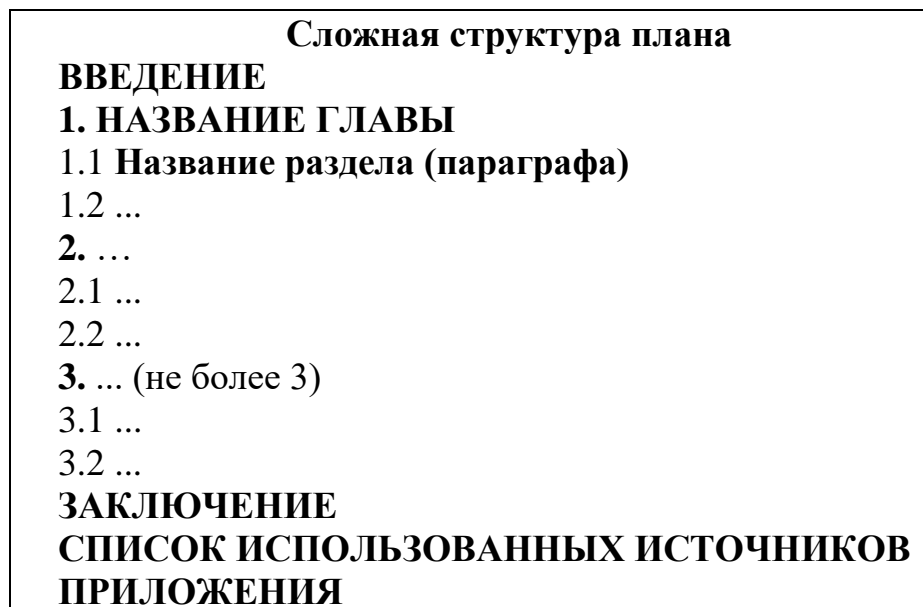 Сложная структура плана
ВВЕДЕНИЕ
1. НАЗВАНИЕ ГЛАВЫ
1.1 Название раздела (параграфа)
1.2 ...
2. …
2.1 ...
2.2 ...
3. ... (не более 3)
3.1 ...
3.2 ...
ЗАКЛЮЧЕНИЕ
СПИСОК ИСПОЛЬЗОВАННЫХ ИСТОЧНИКОВ
ПРИЛОЖЕНИЯ